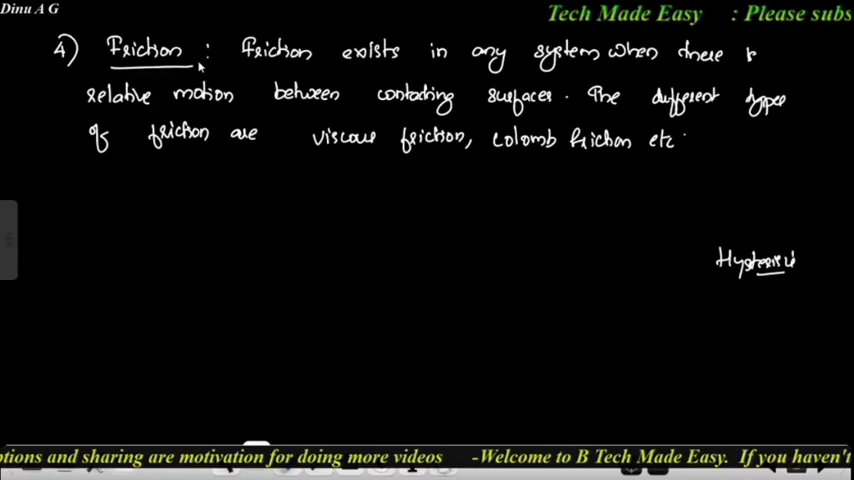 Dinu A G
Tech Made Easy : Please subs
4) Friction : Friction exists in any system when there is
relative motion between contacting surfaces. The different types
of friction are viscous friction, colomb friction etc.
Hysteresis
otions and sharing are motivation for doing more videos -Welcome to B Tech Made Easy. If you haven't